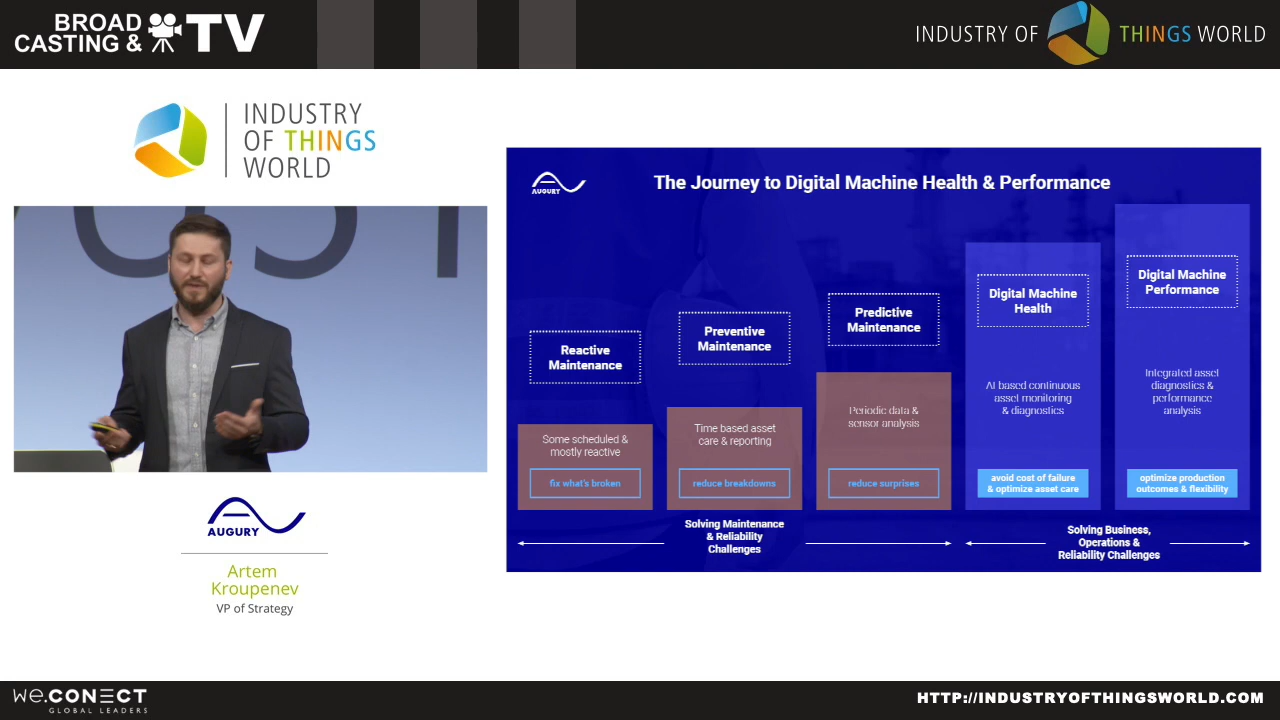 BROAD
CASTING & TV
INDUSTRY OF THINGS WORLD
INDUSTRY
OF THINGS
WORLD
UST
AUGURY
Artem
Kroupenev
VP of Strategy
AUGURY
The Journey to Digital Machine Health & Performance
Reactive
Maintenance
Some scheduled &
mostly reactive
fix what's broken
Preventive
Maintenance
Time based asset
care & reporting
reduce breakdowns
Predictive
Maintenance
Periodic data &
sensor analysis
reduce surprises
Digital Machine
Health
AI based continuous
asset monitoring
& diagnostics
avoid cost of failure
& optimize asset care
Digital Machine
Performance
Integrated asset
diagnostics &
performance
analysis
optimize production
outcomes & flexibility
Solving Maintenance
& Reliability
Challenges
Solving Business,
Operations &
Reliability Challenges
we.CONECT
GLOBAL LEADERS
HTTP://INDUSTRYOFTHINGSWORLD.COM